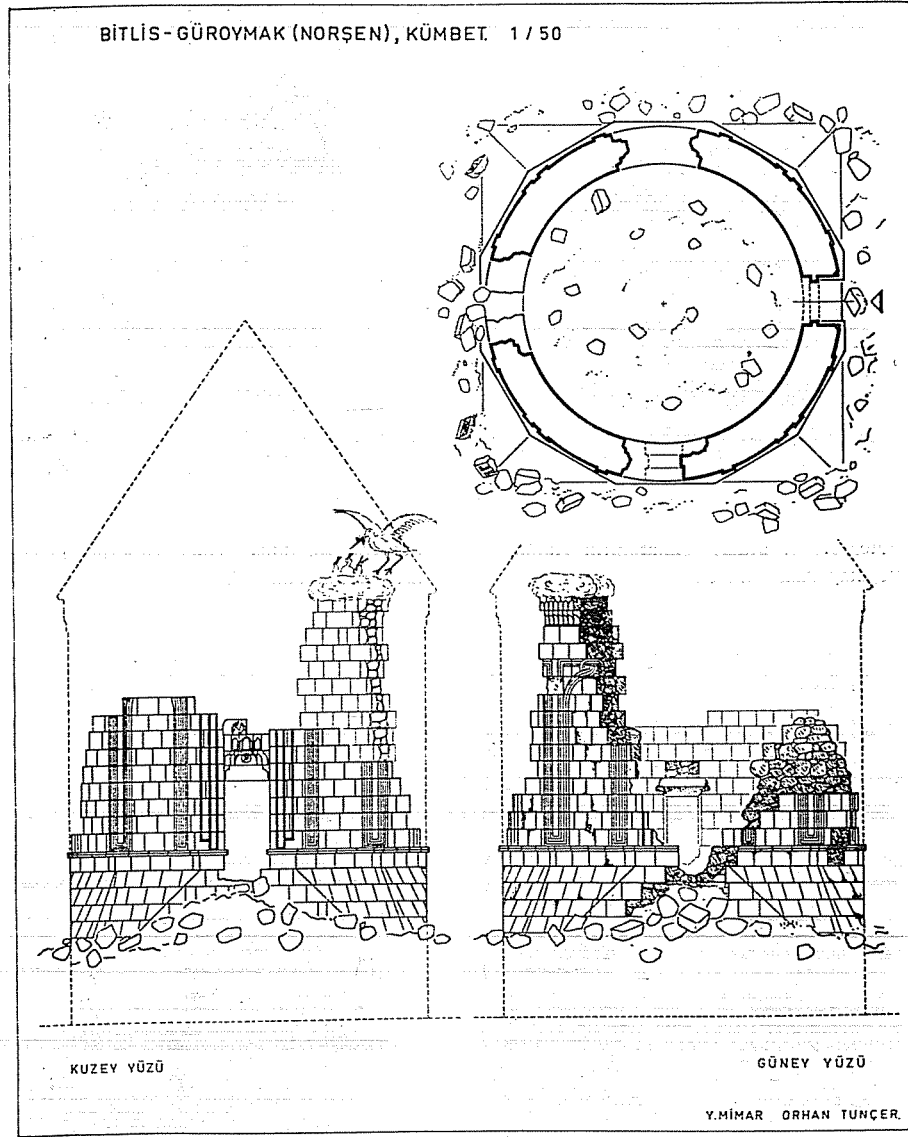 BİTLİS-GÜROYMAK (NORŞEN), KÜMBET. 1/50
KUZEY YÜZÜ
GÜNEY YÜZÜ
Y.MİMAR ORHAN TUNÇER.